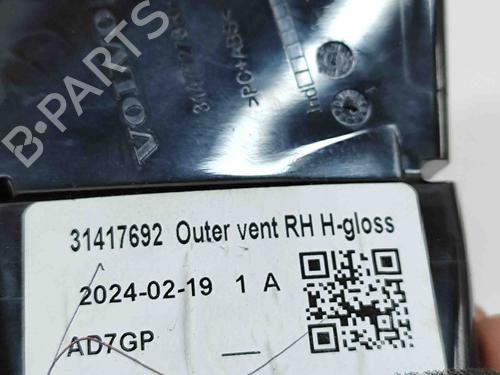 VOLVO
>PC+ABS<
B-PARTS
31417692 Outer vent RH H-gloss
2024-02-19 1 A
AD7GP